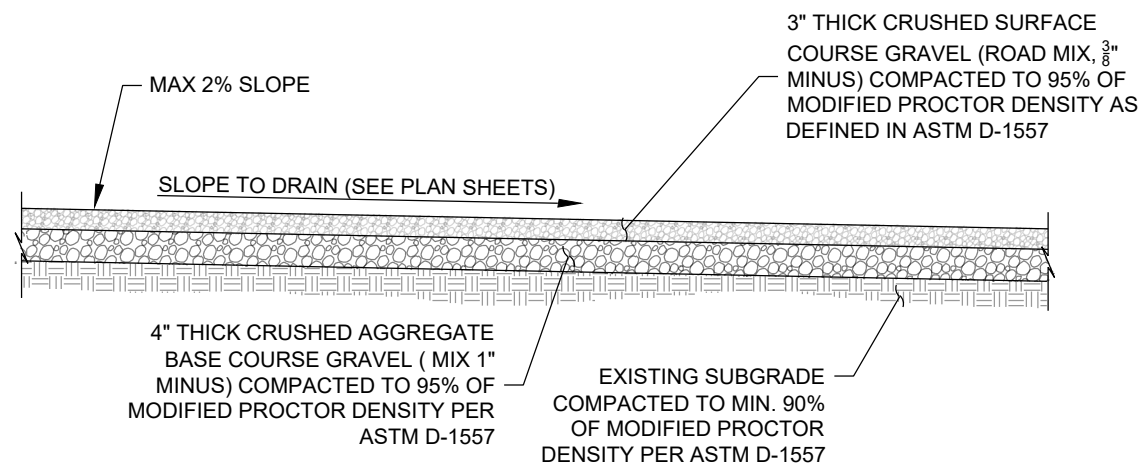 3" THICK CRUSHED SURFACE
COURSE GRAVEL (ROAD MIX, 3/8"
MINUS) COMPACTED TO 95% OF
MODIFIED PROCTOR DENSITY AS
DEFINED IN ASTM D-1557
MAX 2% SLOPE
SLOPE TO DRAIN (SEE PLAN SHEETS)
4" THICK CRUSHED AGGREGATE
BASE COURSE GRAVEL ( MIX 1"
MINUS) COMPACTED TO 95% OF
MODIFIED PROCTOR DENSITY PER
ASTM D-1557
EXISTING SUBGRADE
COMPACTED TO MIN. 90%
OF MODIFIED PROCTOR
DENSITY PER ASTM D-1557